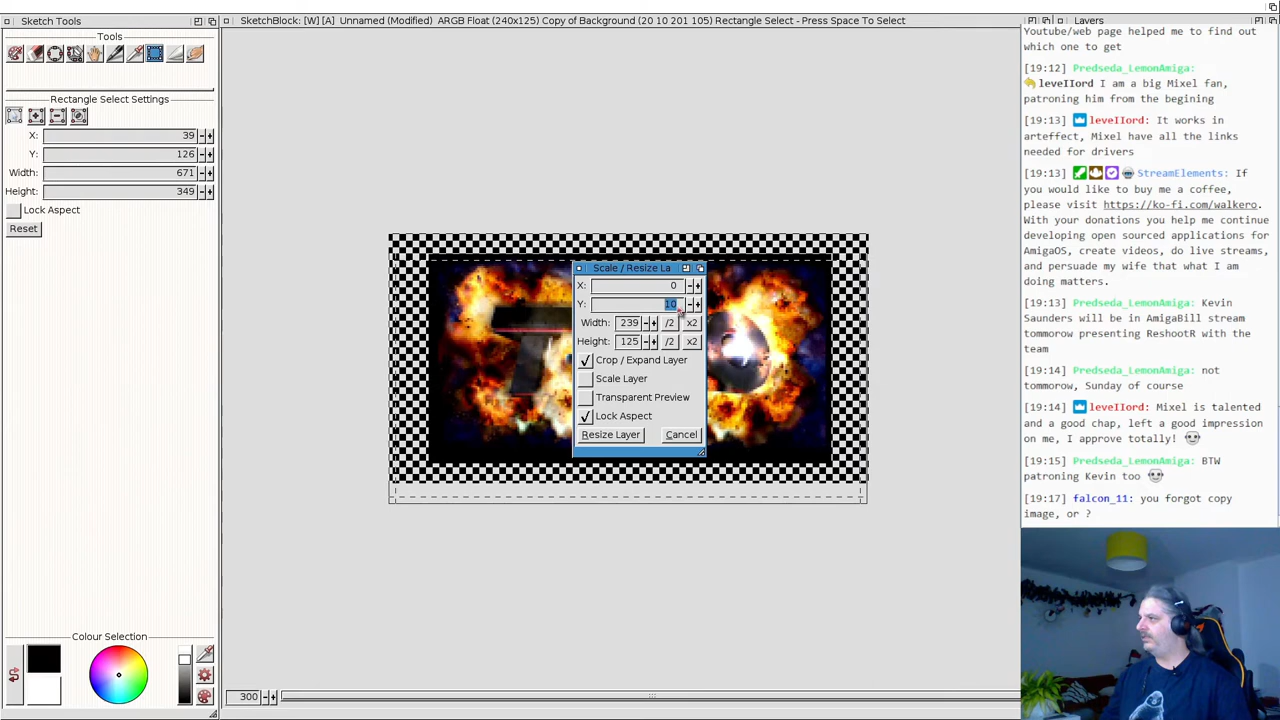 Sketch Tools
SketchBlock: [W] [A]   Unnamed (Modified)   ARGB Float (240x125) Copy of Background (20 10 201 105) Rectangle Select - Press Space To Select
Layers
Tools
Rectangle Select Settings
X: 39
Y: 126
Width: 671
Height: 349
Lock Aspect
Reset
Colour Selection
Scale / Resize La
X: 0
Y: 10
Width: 239 /2 x2
Height: 125 /2 x2
Crop / Expand Layer
Scale Layer
Transparent Preview
Lock Aspect
Resize Layer
Cancel
300
Youtube/web page helped me to find out
which one to get
[19:12] Predseda_LemonAmiga:
leveIIord I am a big Mixel fan,
patroning him from the begining
[19:13] leveIIord: It works in
arteffect, Mixel have all the links
needed for drivers
[19:13] StreamElements: If
you would like to buy me a coffee,
please visit https://ko-fi.com/walkero.
With your donations you help me continue
developing open sourced applications for
AmigaOS, create videos, do live streams,
and persuade my wife that what I am
doing matters.
[19:13] Predseda_LemonAmiga: Kevin
Saunders will be in AmigaBill stream
tommorow presenting ReshootR with the
team
[19:14] Predseda_LemonAmiga: not
tommorow, Sunday of course
[19:14] leveIIord: Mixel is talented
and a good chap, left a good impression
on me, I approve totally!
[19:15] Predseda_LemonAmiga: BTW
patroning Kevin too
[19:17] falcon_11: you forgot copy
image, or ?